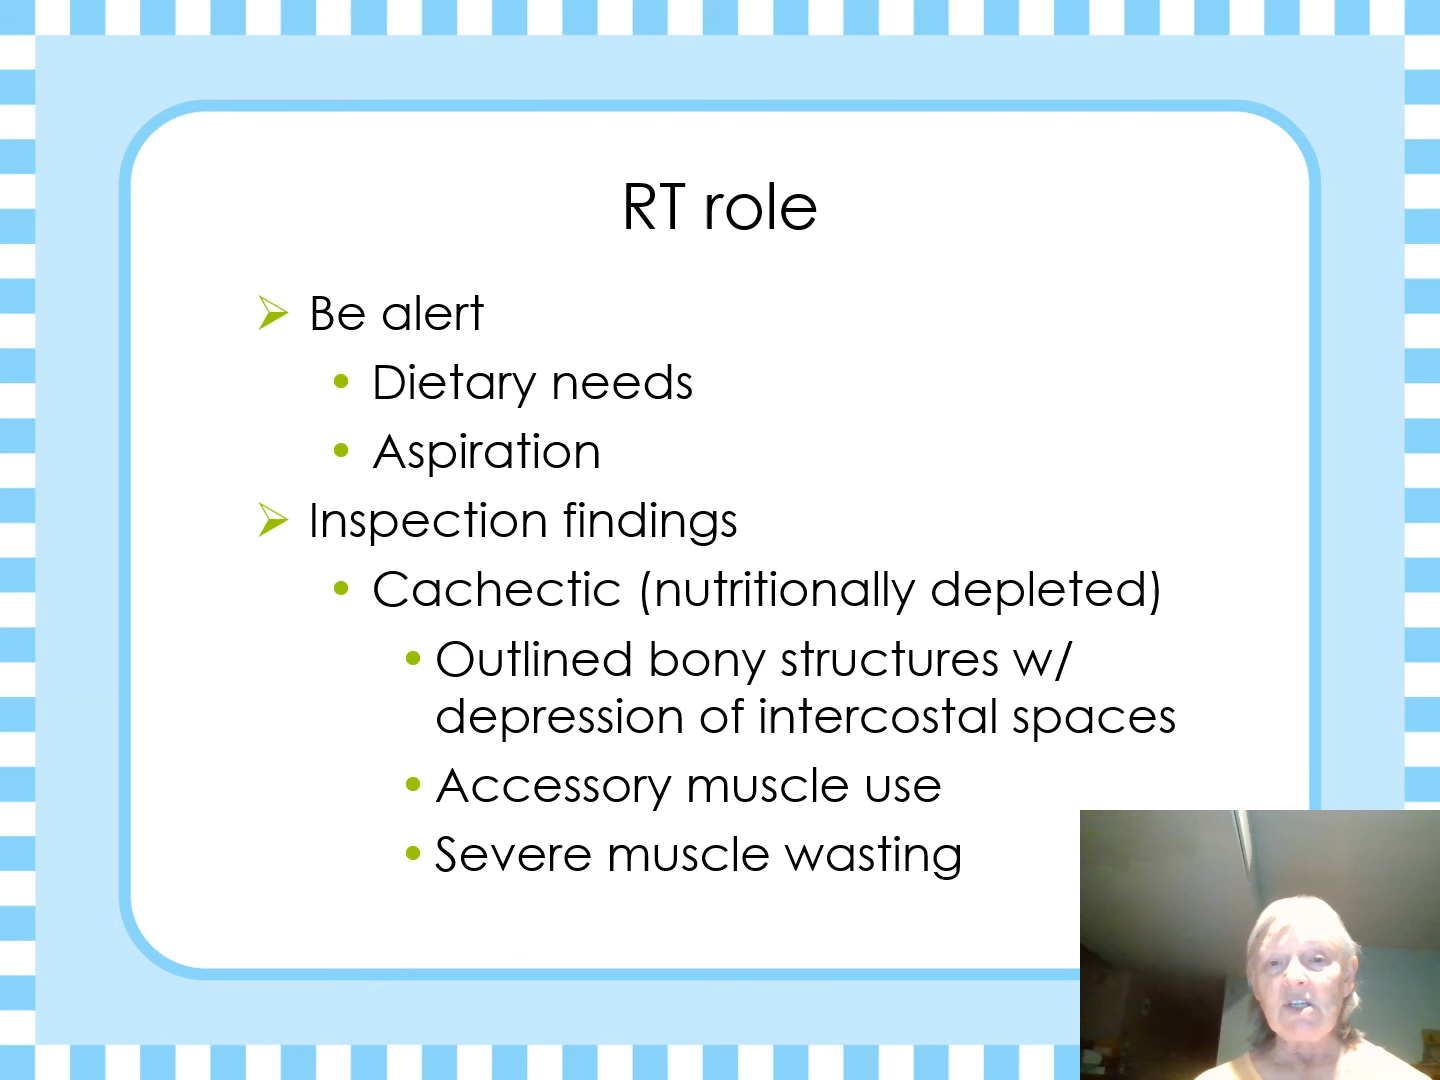 RT role
Be alert
Dietary needs
Aspiration
Inspection findings
Cachectic (nutritionally depleted)
Outlined bony structures w/
depression of intercostal spaces
Accessory muscle use
Severe muscle wasting